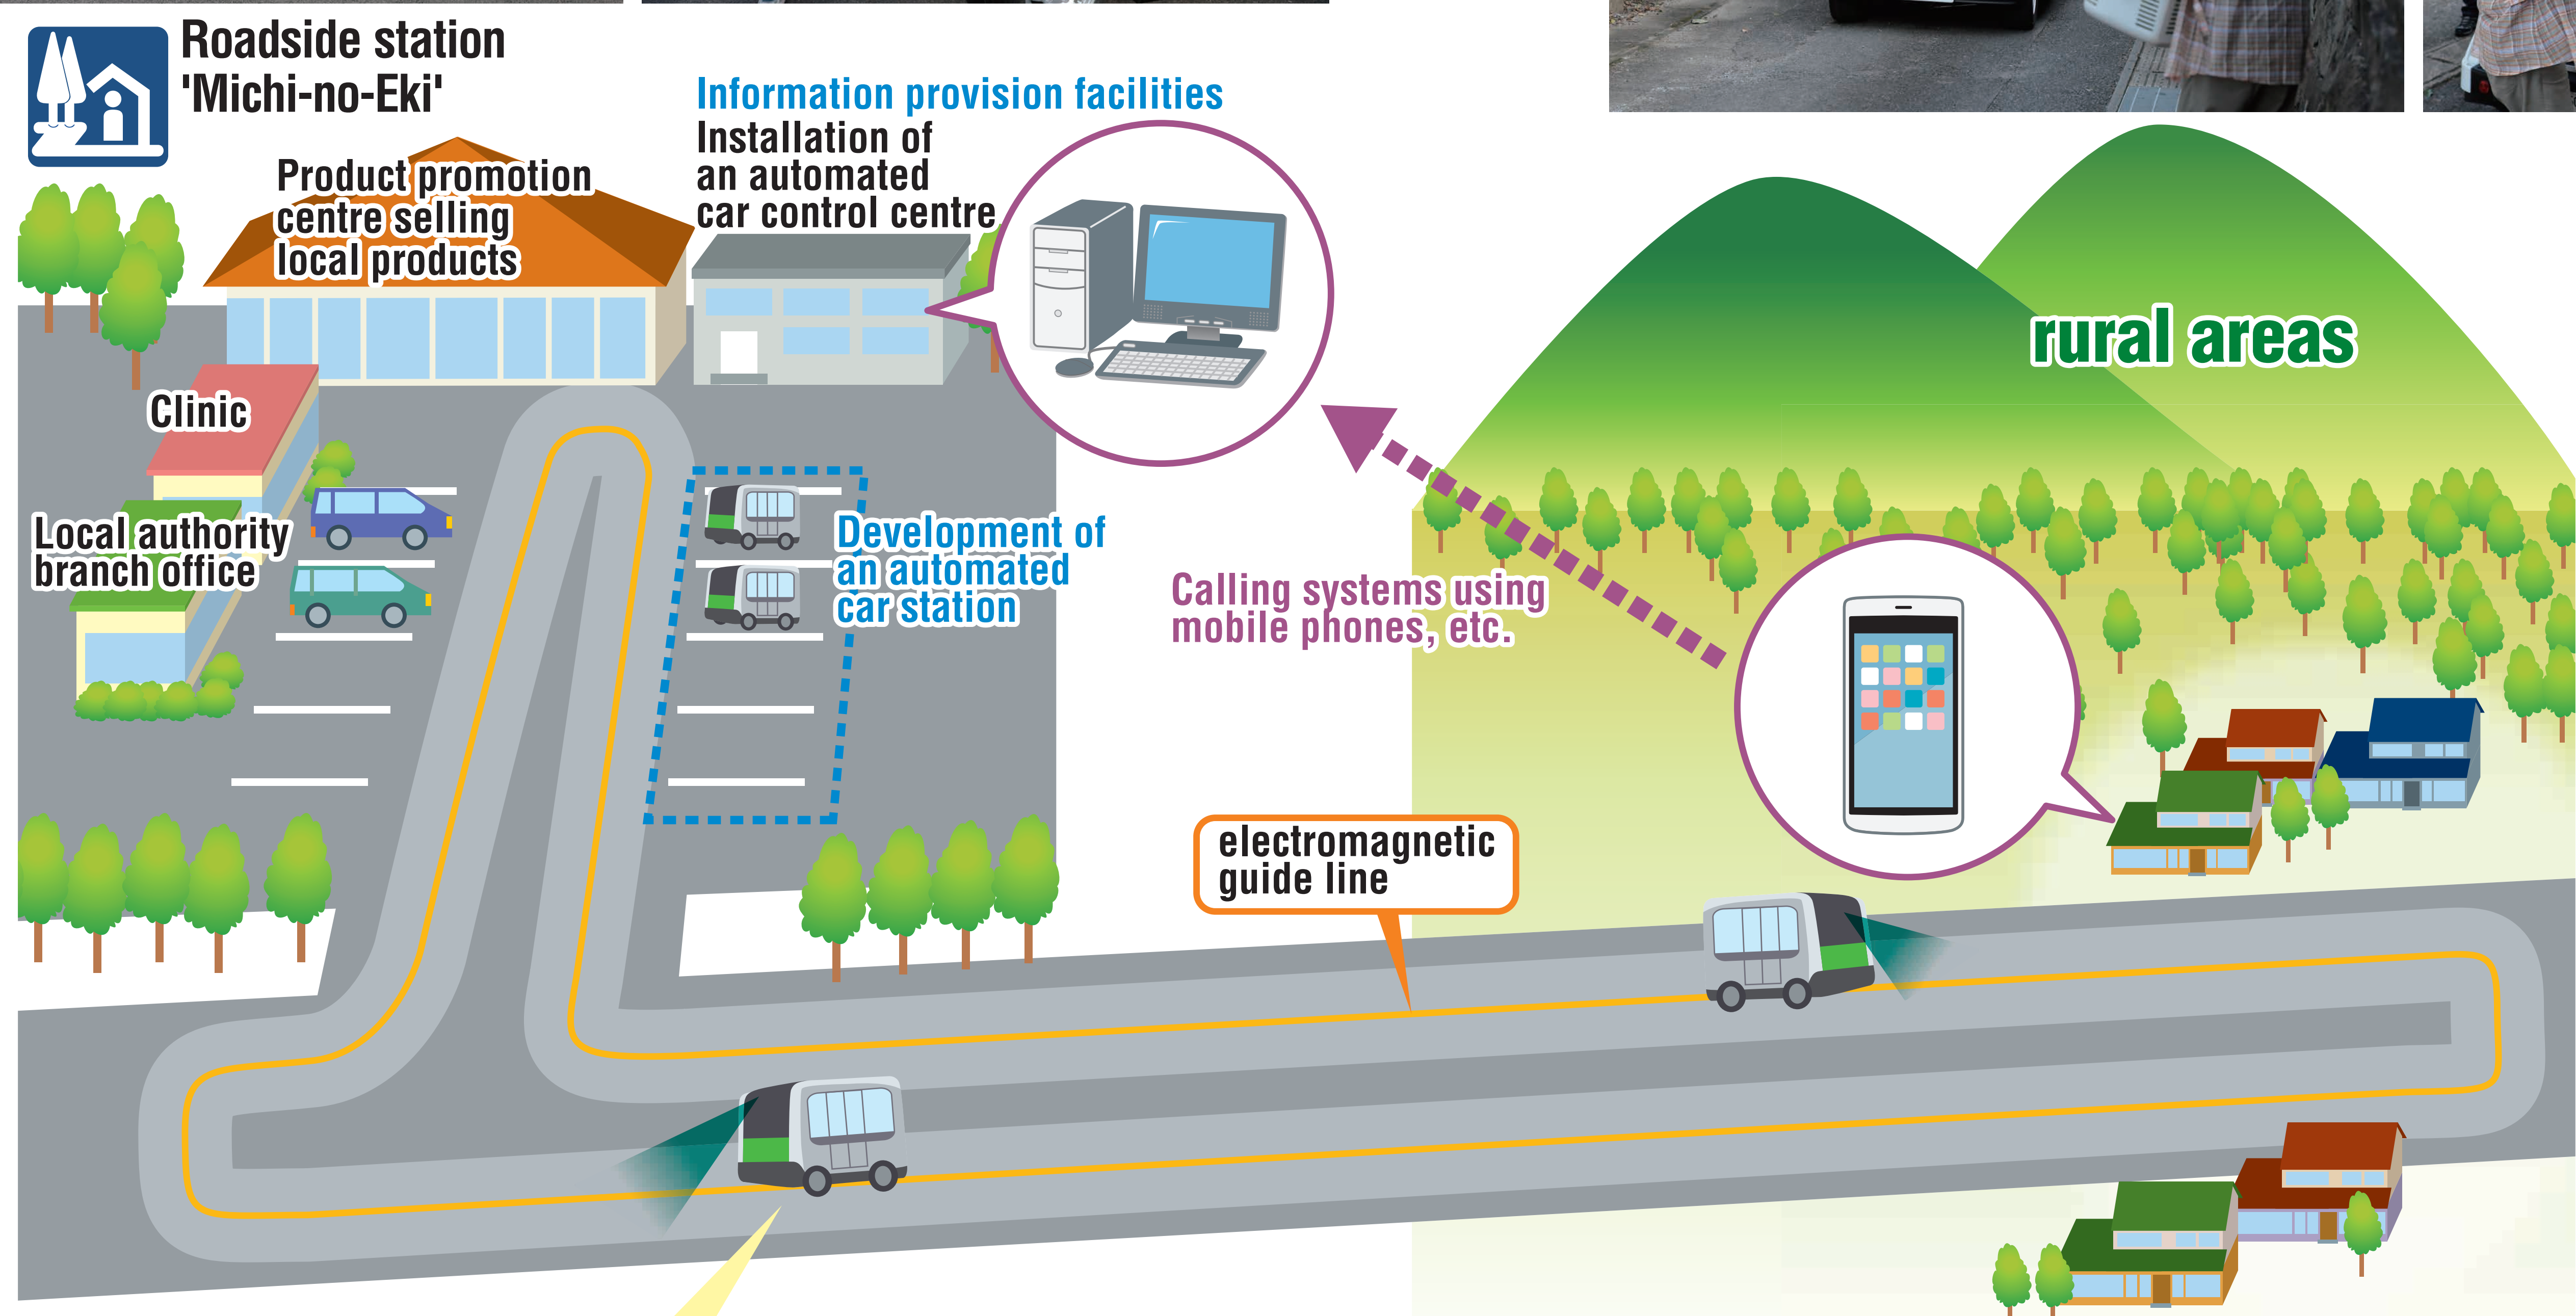 Roadside station
'Michi-no-Eki'
Information provision facilities
Installation of
an automated
car control centre
Product promotion
centre selling
local products
rural areas
Clinic
Local authority
branch office
Development of
an automated
car station
Calling systems using
mobile phones, etc.
electromagnetic
guide line